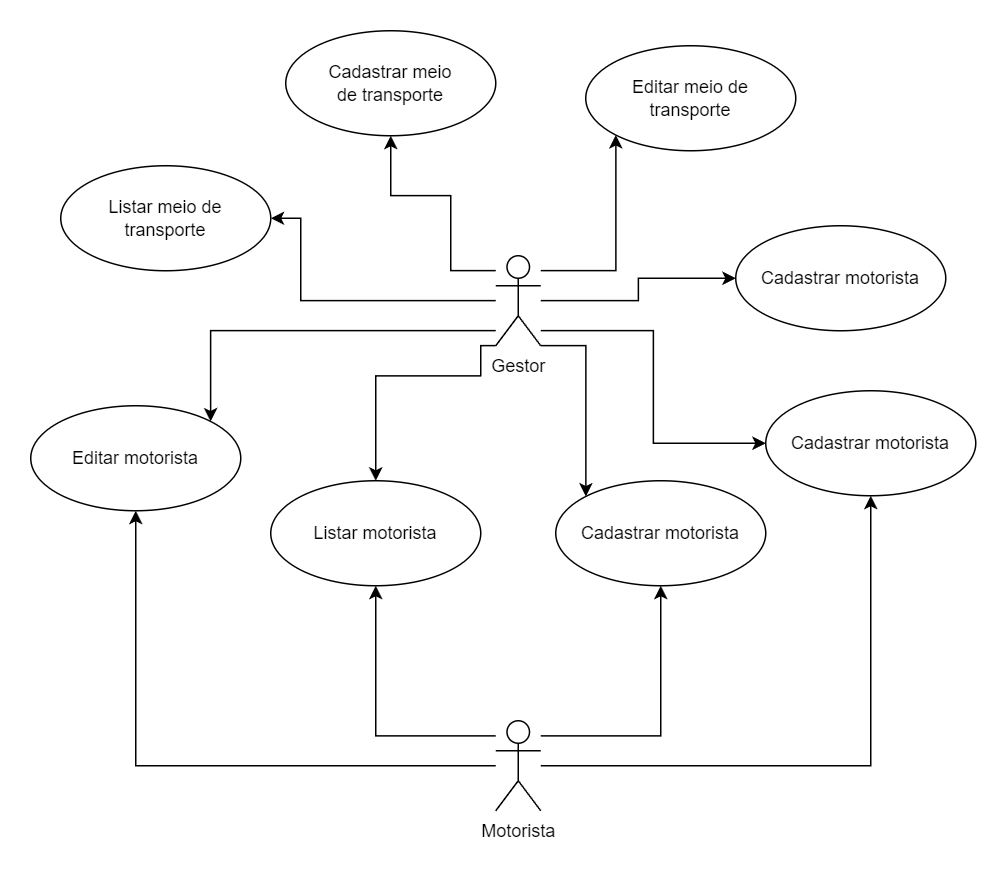 Cadastrar meio
de transporte
Editar meio de
transporte
Listar meio de
transporte
Cadastrar motorista
Gestor
Editar motorista
Cadastrar motorista
Listar motorista
Cadastrar motorista
Motorista